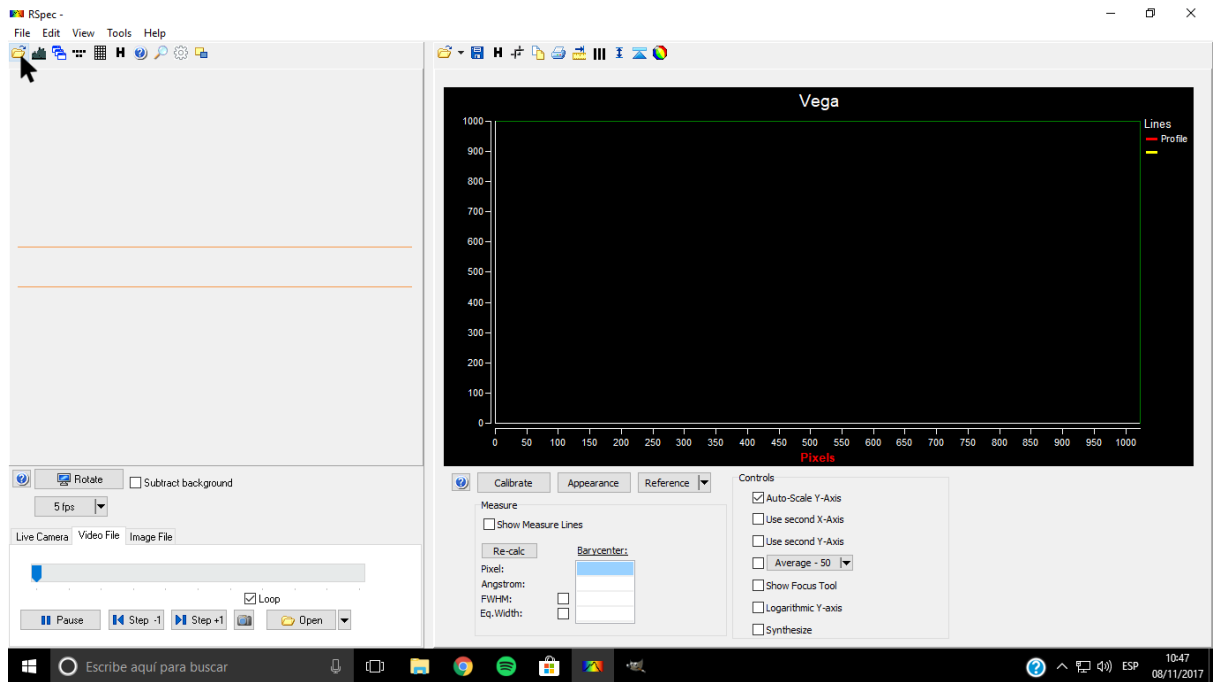 RSpec -
File Edit View Tools Help
H
H
Vega
1000
900
800
700
600
500
400
300
200
100
0
0 50 100 150 200 250 300 350 400 450 500 550 600 650 700 750 800 850 900 950 1000
Pixels
Lines
Profile
Rotate
Subtract background
5 fps
Live Camera Video File Image File
Loop
Pause Step -1 Step +1 Open
Calibrate Appearance Reference
Measure
Show Measure Lines
Re-calc Barycenter:
Pixel:
Angstrom:
FWHM:
Eq.Width:
Controls
Auto-Scale Y-Axis
Use second X-Axis
Use second Y-Axis
Average - 50
Show Focus Tool
Logarithmic Y-axis
Synthesize
Escribe aquí para buscar
ESP
10:47
08/11/2017